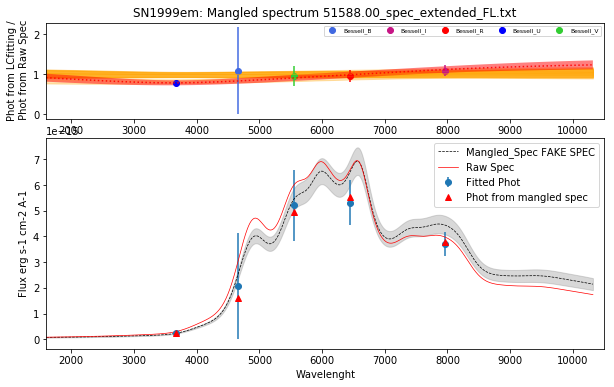 SN1999em: Mangled spectrum 51588.00_spec_extended_FL.txt
Phot from LCfitting /
Phot from Raw Spec
2
1
0
Bessell_B Bessell_I Bessell_R Bessell_U Bessell_V
2000 3000 4000 5000 6000 7000 8000 9000 10000
Flux erg s-1 cm-2 A-1
7
6
5
4
3
2
1
0
Mangled_Spec FAKE SPEC
Raw Spec
Fitted Phot
Phot from mangled spec
2000 3000 4000 5000 6000 7000 8000 9000 10000
Wavelenght